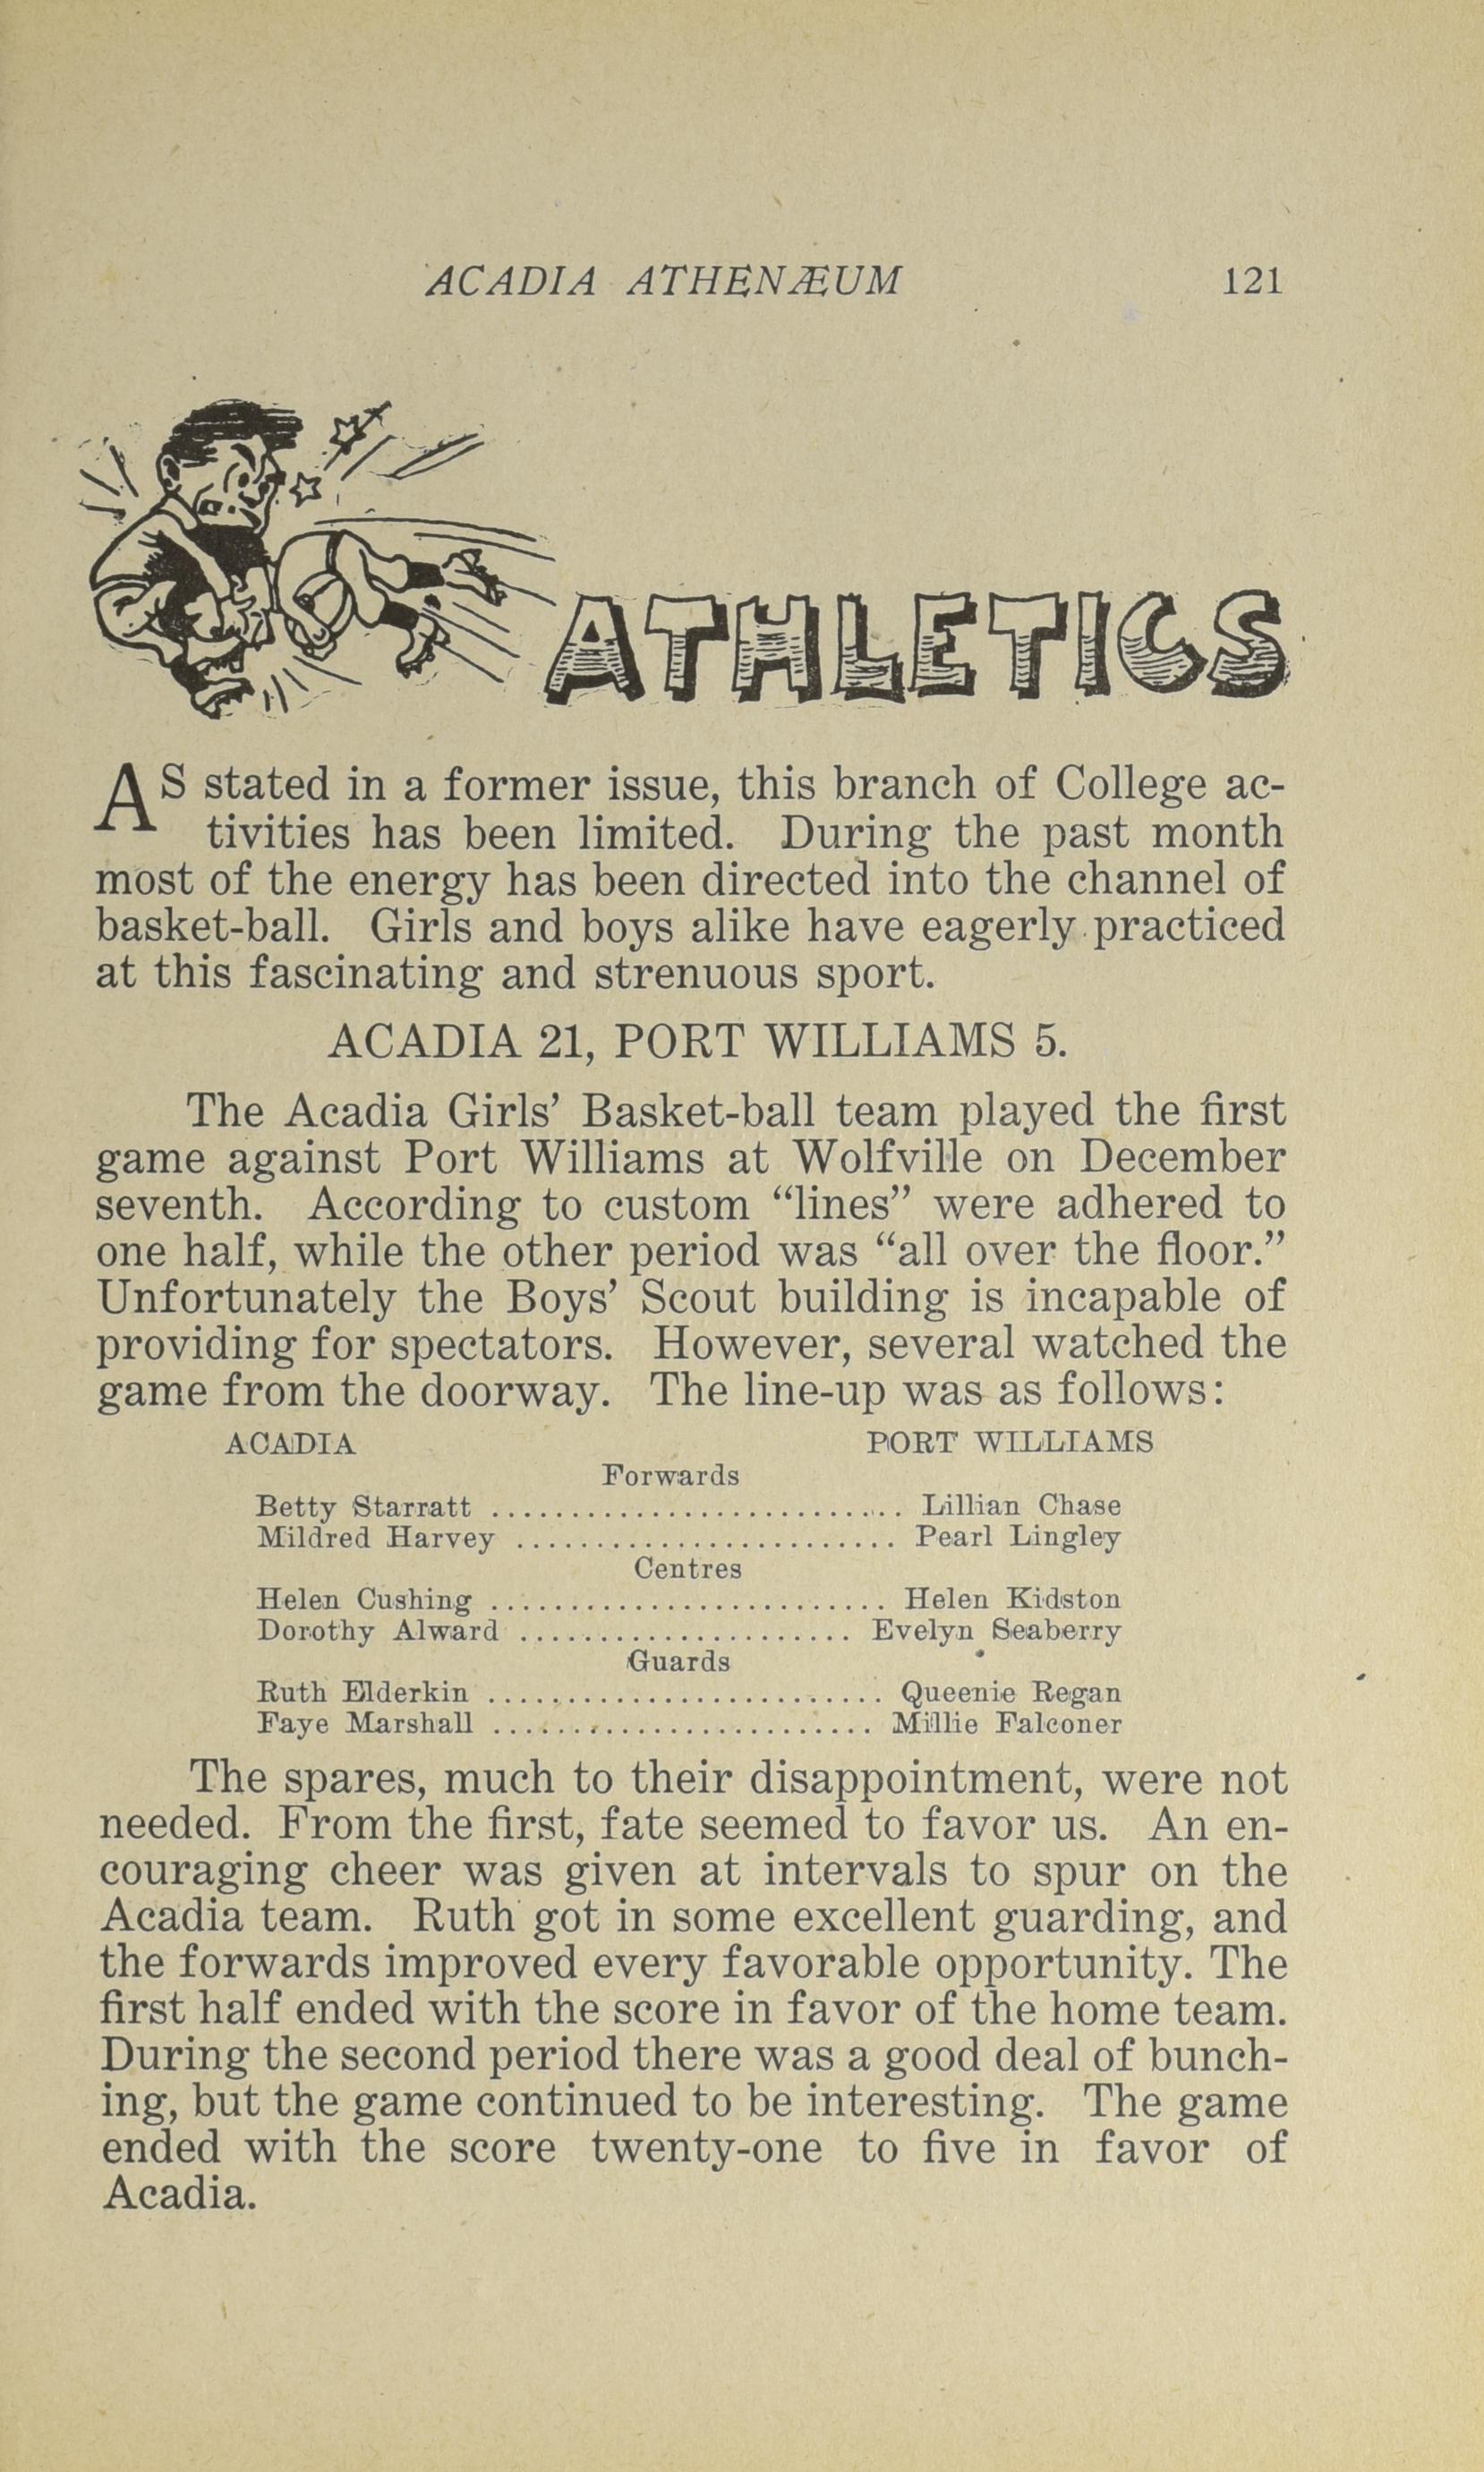 ACADIA ATHENÆUM 121
ATHLETICS
AS stated in a former issue, this branch of College ac-
tivities has been limited. During the past month
most of the energy has been directed into the channel of
basket-ball. Girls and boys alike have eagerly practiced
at this fascinating and strenuous sport.
ACADIA 21, PORT WILLIAMS 5.
The Acadia Girls' Basket-ball team played the first
game against Port Williams at Wolfville on December
seventh. According to custom “lines” were adhered to
one half, while the other period was “all over the floor.”
Unfortunately the Boys' Scout building is incapable of
providing for spectators. However, several watched the
game from the doorway. The line-up was as follows:
ACADIA PORT WILLIAMS
Forwards
Betty Starratt .......................... Lillian Chase
Mildred Harvey ........................ Pearl Lingley
Centres
Helen Cushing ......................... Helen Kidston
Dorothy Alward ..................... Evelyn Seaberry
Guards
Ruth Elderkin ......................... Queenie Regan
Faye Marshall ........................ Millie Falconer
The spares, much to their disappointment, were not
needed. From the first, fate seemed to favor us. An en-
couraging cheer was given at intervals to spur on the
Acadia team. Ruth got in some excellent guarding, and
the forwards improved every favorable opportunity. The
first half ended with the score in favor of the home team.
During the second period there was a good deal of bunch-
ing, but the game continued to be interesting. The game
ended with the score twenty-one to five in favor of
Acadia.